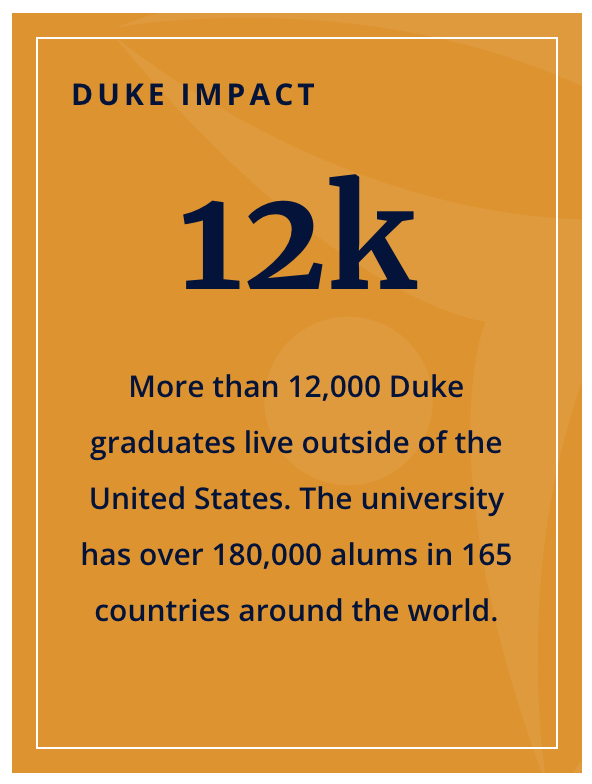 DUKE IMPACT
12k
More than 12,000 Duke
graduates live outside of the
United States. The university
has over 180,000 alums in 165
countries around the world.